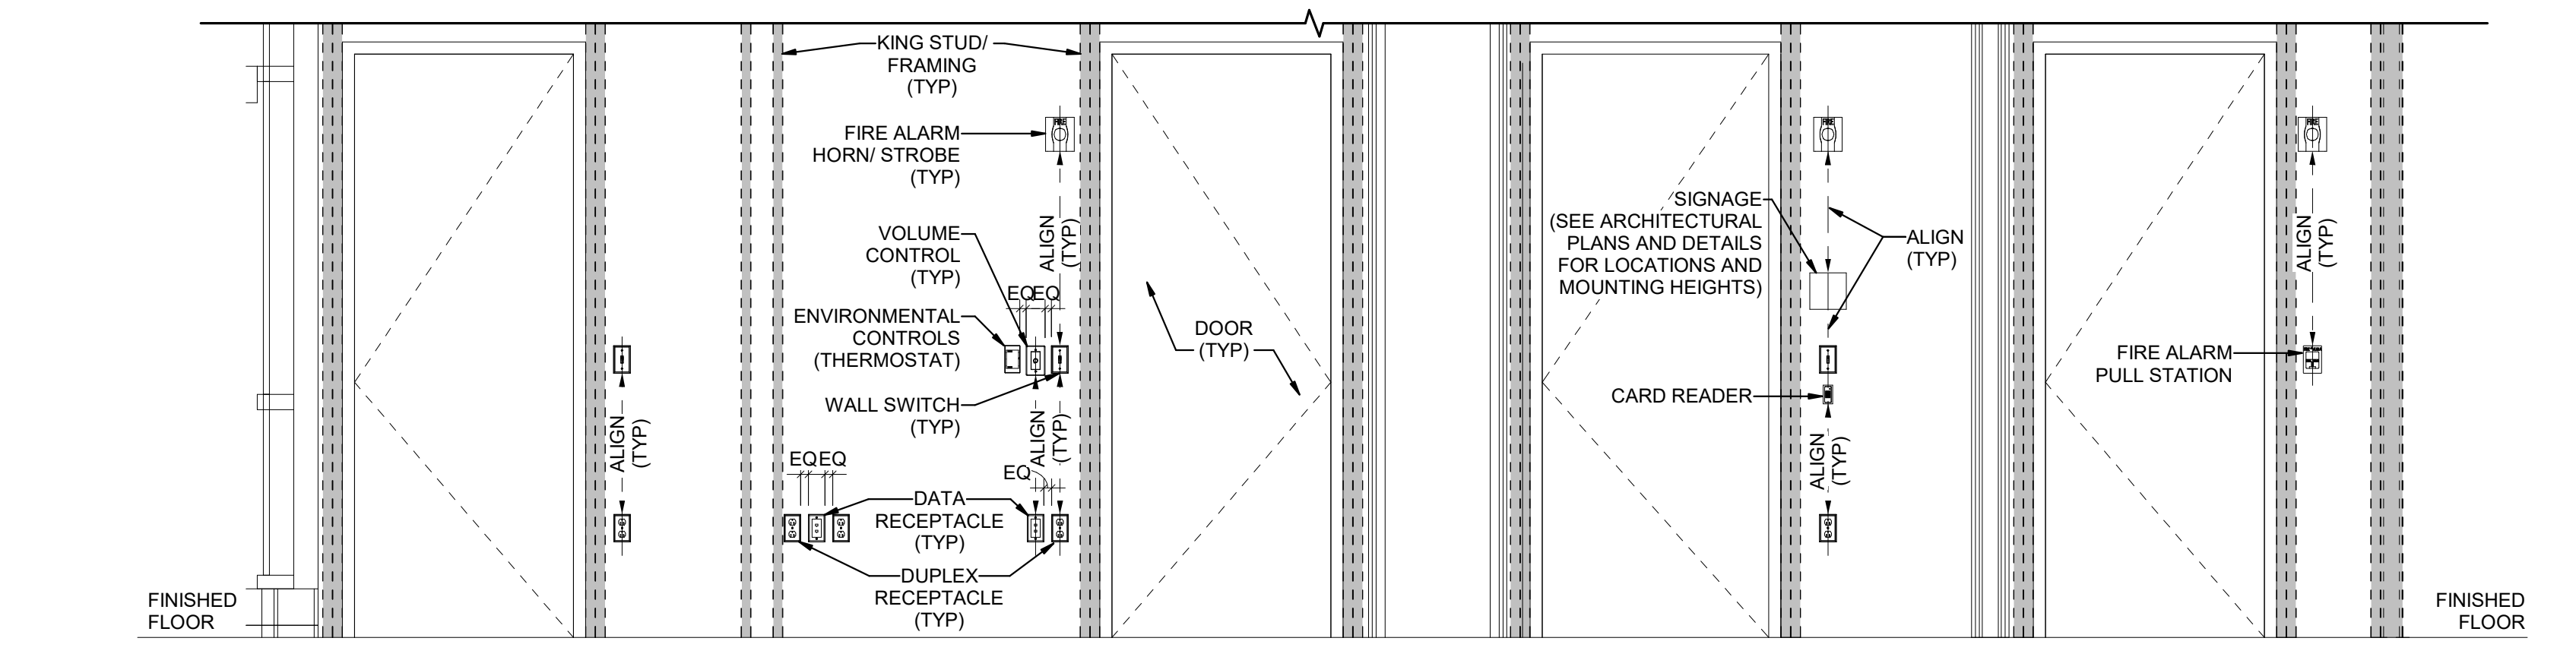 KING STUD/
FRAMING
(TYP)
FIRE ALARM
HORN/ STROBE
(TYP)
FIRE
VOLUME
CONTROL
(TYP)
ALIGN
(TYP)
EQ EQ
ENVIRONMENTAL
CONTROLS
(THERMOSTAT)
WALL SWITCH
(TYP)
ALIGN
(TYP)
ALIGN
(TYP)
EQ EQ
EQ
DATA
RECEPTACLE
(TYP)
DUPLEX
RECEPTACLE
(TYP)
DOOR
(TYP)
FIRE
SIGNAGE
(SEE ARCHITECTURAL
PLANS AND DETAILS
FOR LOCATIONS AND
MOUNTING HEIGHTS)
ALIGN
(TYP)
CARD READER
ALIGN
(TYP)
FIRE
ALIGN
(TYP)
FIRE ALARM
PULL STATION
FINISHED
FLOOR
FINISHED
FLOOR